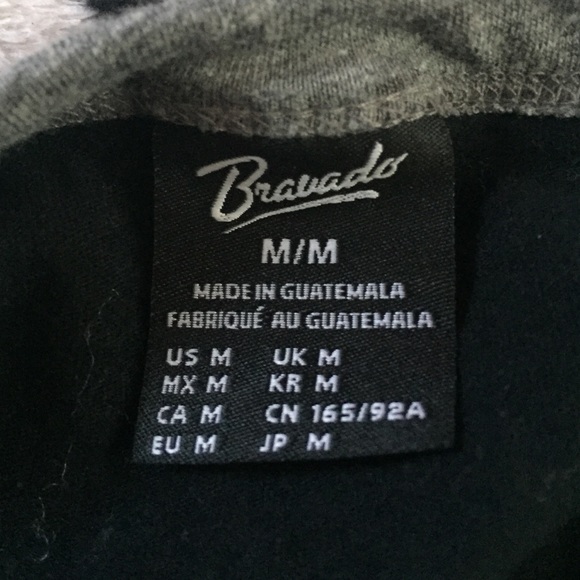 Bravado
M/M
MADE IN GUATEMALA
FABRIQUÉ AU GUATEMALA
US M UK M
MX M KR M
CA M CN 165/92A
EU M JP M